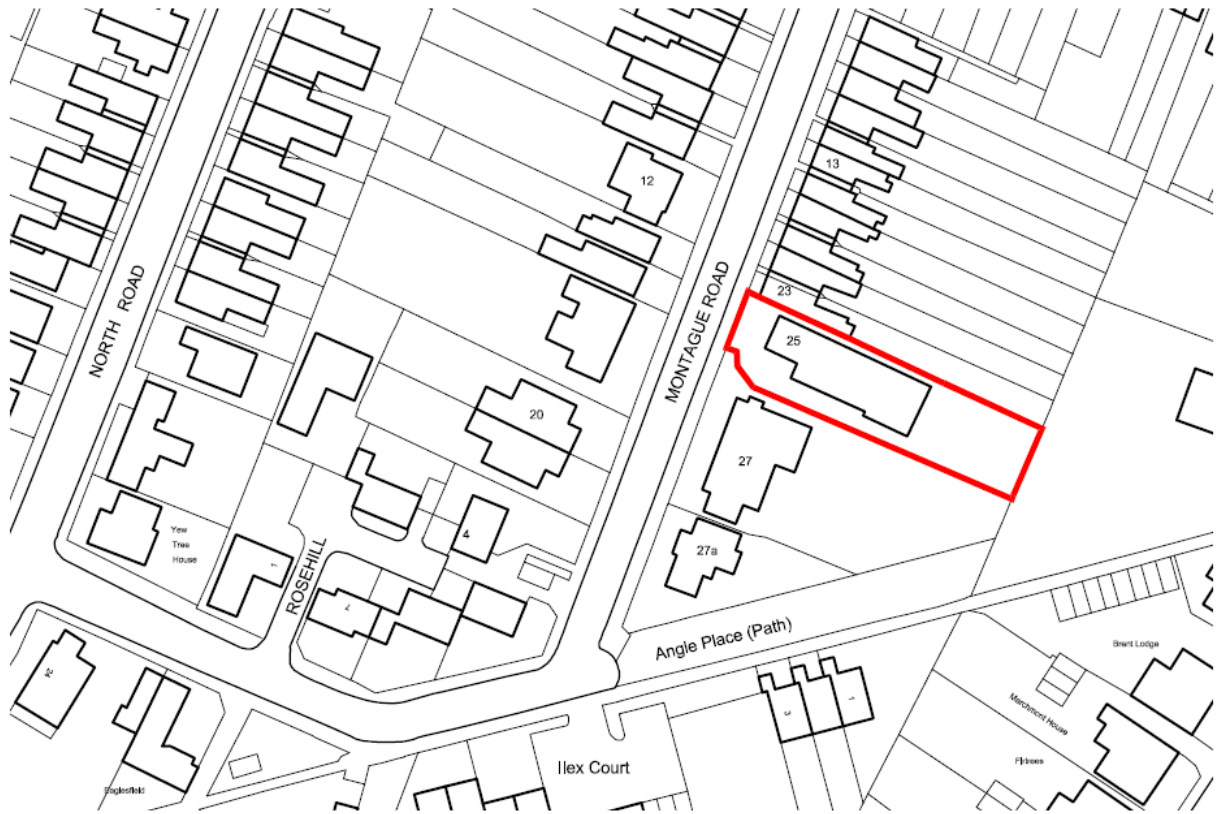 12
13
NORTH ROAD
MONTAGUE ROAD
23
25
20
27
4
Yew
Tree
House
27a
1
ROSEHILL
7
Angle Place (Path)
Brent Lodge
24
3
1
Marchmont House
Ilex Court
Firtrees
Eaglesfield